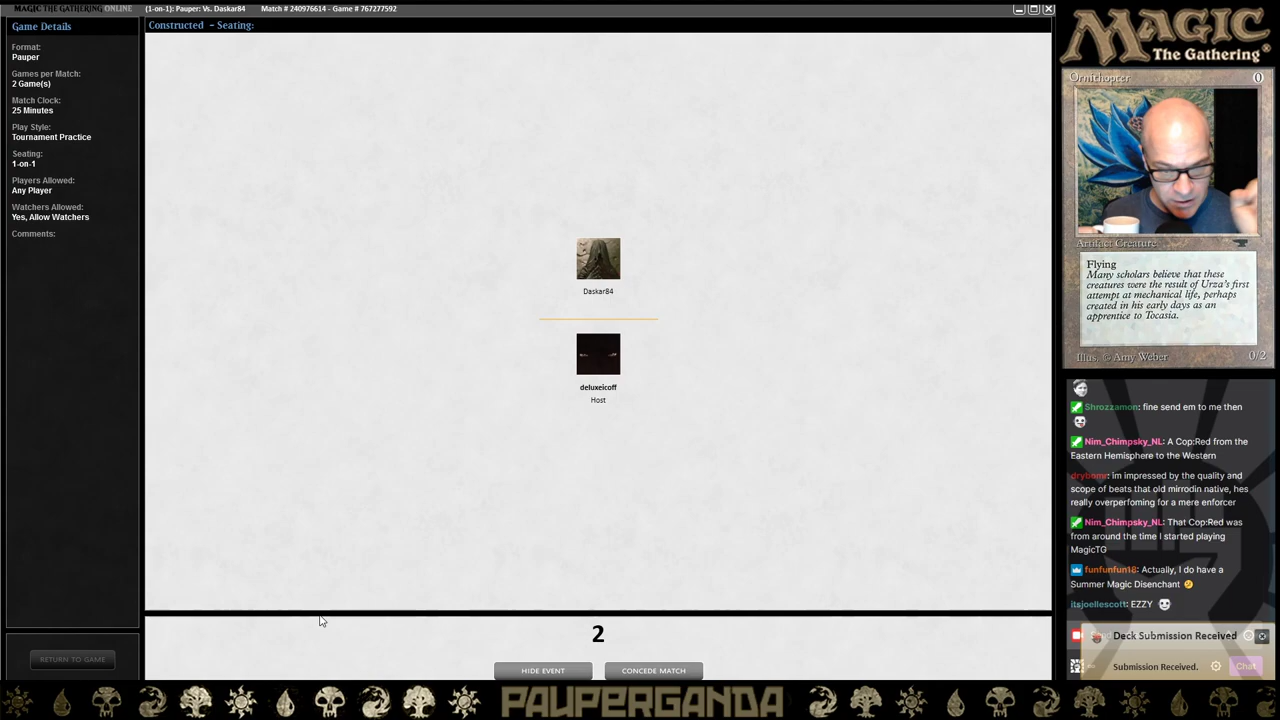 MAGIC THE GATHERING ONLINE
(1-on-1): Pauper: Vs. Daskar84 Match # 240976614 - Game # 767277592
Game Details
Format:
Pauper
Games per Match:
2 Game(s)
Match Clock:
25 Minutes
Play Style:
Tournament Practice
Seating:
1-on-1
Players Allowed:
Any Player
Watchers Allowed:
Yes, Allow Watchers
Comments:
RETURN TO GAME
Constructed - Seating:
Daskar84
deluxeicoff
Host
2
HIDE EVENT
CONCEDE MATCH
MAGIC
The Gathering®
Ornithopter 0
Artifact Creature
Flying
Many scholars believe that these
creatures were the result of Urza's first
attempt at mechanical life, perhaps
created in his early days as an
apprentice to Tocasia.
Illus. © Amy Weber 0/2
Shrozzamon: fine send em to me then
Nim_Chimpsky_NL: A Cop:Red from the
Eastern Hemisphere to the Western
im impressed by the quality and
scope of beats that old mirrodin native, hes
really overperfoming for a mere enforcer
Nim_Chimpsky_NL: That Cop:Red was
from around the time I started playing
MagicTG
funfunfun18: Actually, I do have a
Summer Magic Disenchant
itsjoellescott: EZZY
Deck Submission Received
Submission Received.
Chat
PAUPERGANDA